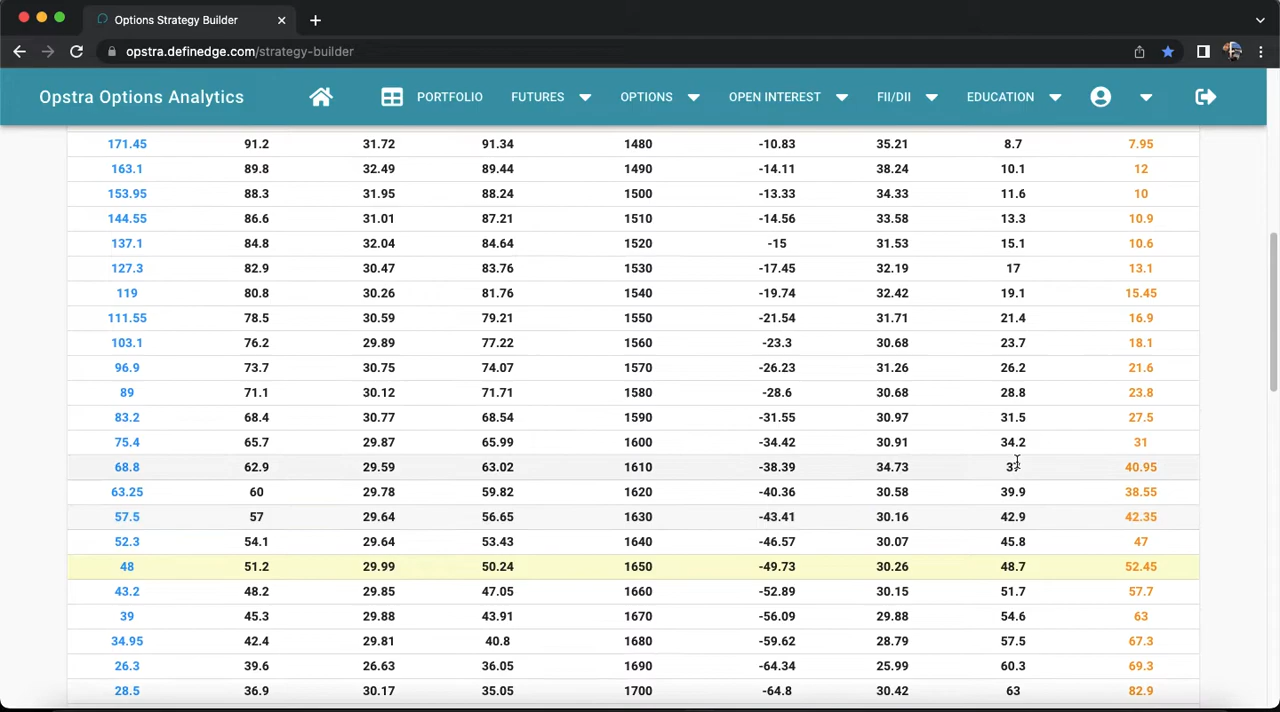 Options Strategy Builder
opstra.definedge.com/strategy-builder
Opstra Options Analytics PORTFOLIO FUTURES OPTIONS OPEN INTEREST FII/DII EDUCATION
171.45 91.2 31.72 91.34 1480 -10.83 35.21 8.7 7.95
163.1 89.8 32.49 89.44 1490 -14.11 38.24 10.1 12
153.95 88.3 31.95 88.24 1500 -13.33 34.33 11.6 10
144.55 86.6 31.01 87.21 1510 -14.56 33.58 13.3 10.9
137.1 84.8 32.04 84.64 1520 -15 31.53 15.1 10.6
127.3 82.9 30.47 83.76 1530 -17.45 32.19 17 13.1
119 80.8 30.26 81.76 1540 -19.74 32.42 19.1 15.45
111.55 78.5 30.59 79.21 1550 -21.54 31.71 21.4 16.9
103.1 76.2 29.89 77.22 1560 -23.3 30.68 23.7 18.1
96.9 73.7 30.75 74.07 1570 -26.23 31.26 26.2 21.6
89 71.1 30.12 71.71 1580 -28.6 30.68 28.8 23.8
83.2 68.4 30.77 68.54 1590 -31.55 30.97 31.5 27.5
75.4 65.7 29.87 65.99 1600 -34.42 30.91 34.2 31
68.8 62.9 29.59 63.02 1610 -38.39 34.73 40.95
63.25 60 29.78 59.82 1620 -40.36 30.58 39.9 38.55
57.5 57 29.64 56.65 1630 -43.41 30.16 42.9 42.35
52.3 54.1 29.64 53.43 1640 -46.57 30.07 45.8 47
48 51.2 29.99 50.24 1650 -49.73 30.26 48.7 52.45
43.2 48.2 29.85 47.05 1660 -52.89 30.15 51.7 57.7
39 45.3 29.88 43.91 1670 -56.09 29.88 54.6 63
34.95 42.4 29.81 40.8 1680 -59.62 28.79 57.5 67.3
26.3 39.6 26.63 36.05 1690 -64.34 25.99 60.3 69.3
28.5 36.9 30.17 35.05 1700 -64.8 30.42 63 82.9